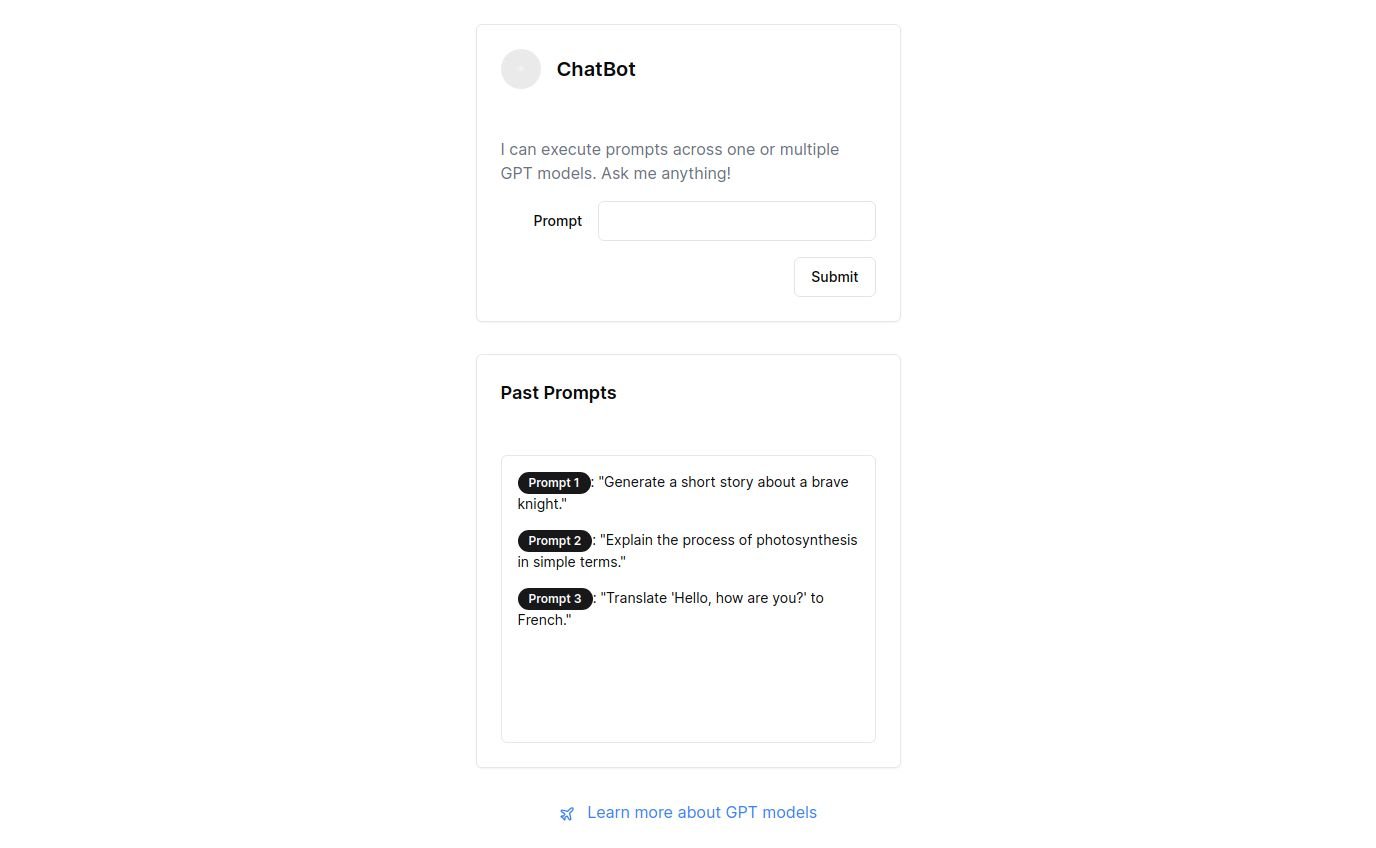 ChatBot
I can execute prompts across one or multiple
GPT models. Ask me anything!
Prompt
Submit
Past Prompts
Prompt 1: "Generate a short story about a brave
knight."
Prompt 2: "Explain the process of photosynthesis
in simple terms."
Prompt 3: "Translate 'Hello, how are you?' to
French."
Learn more about GPT models